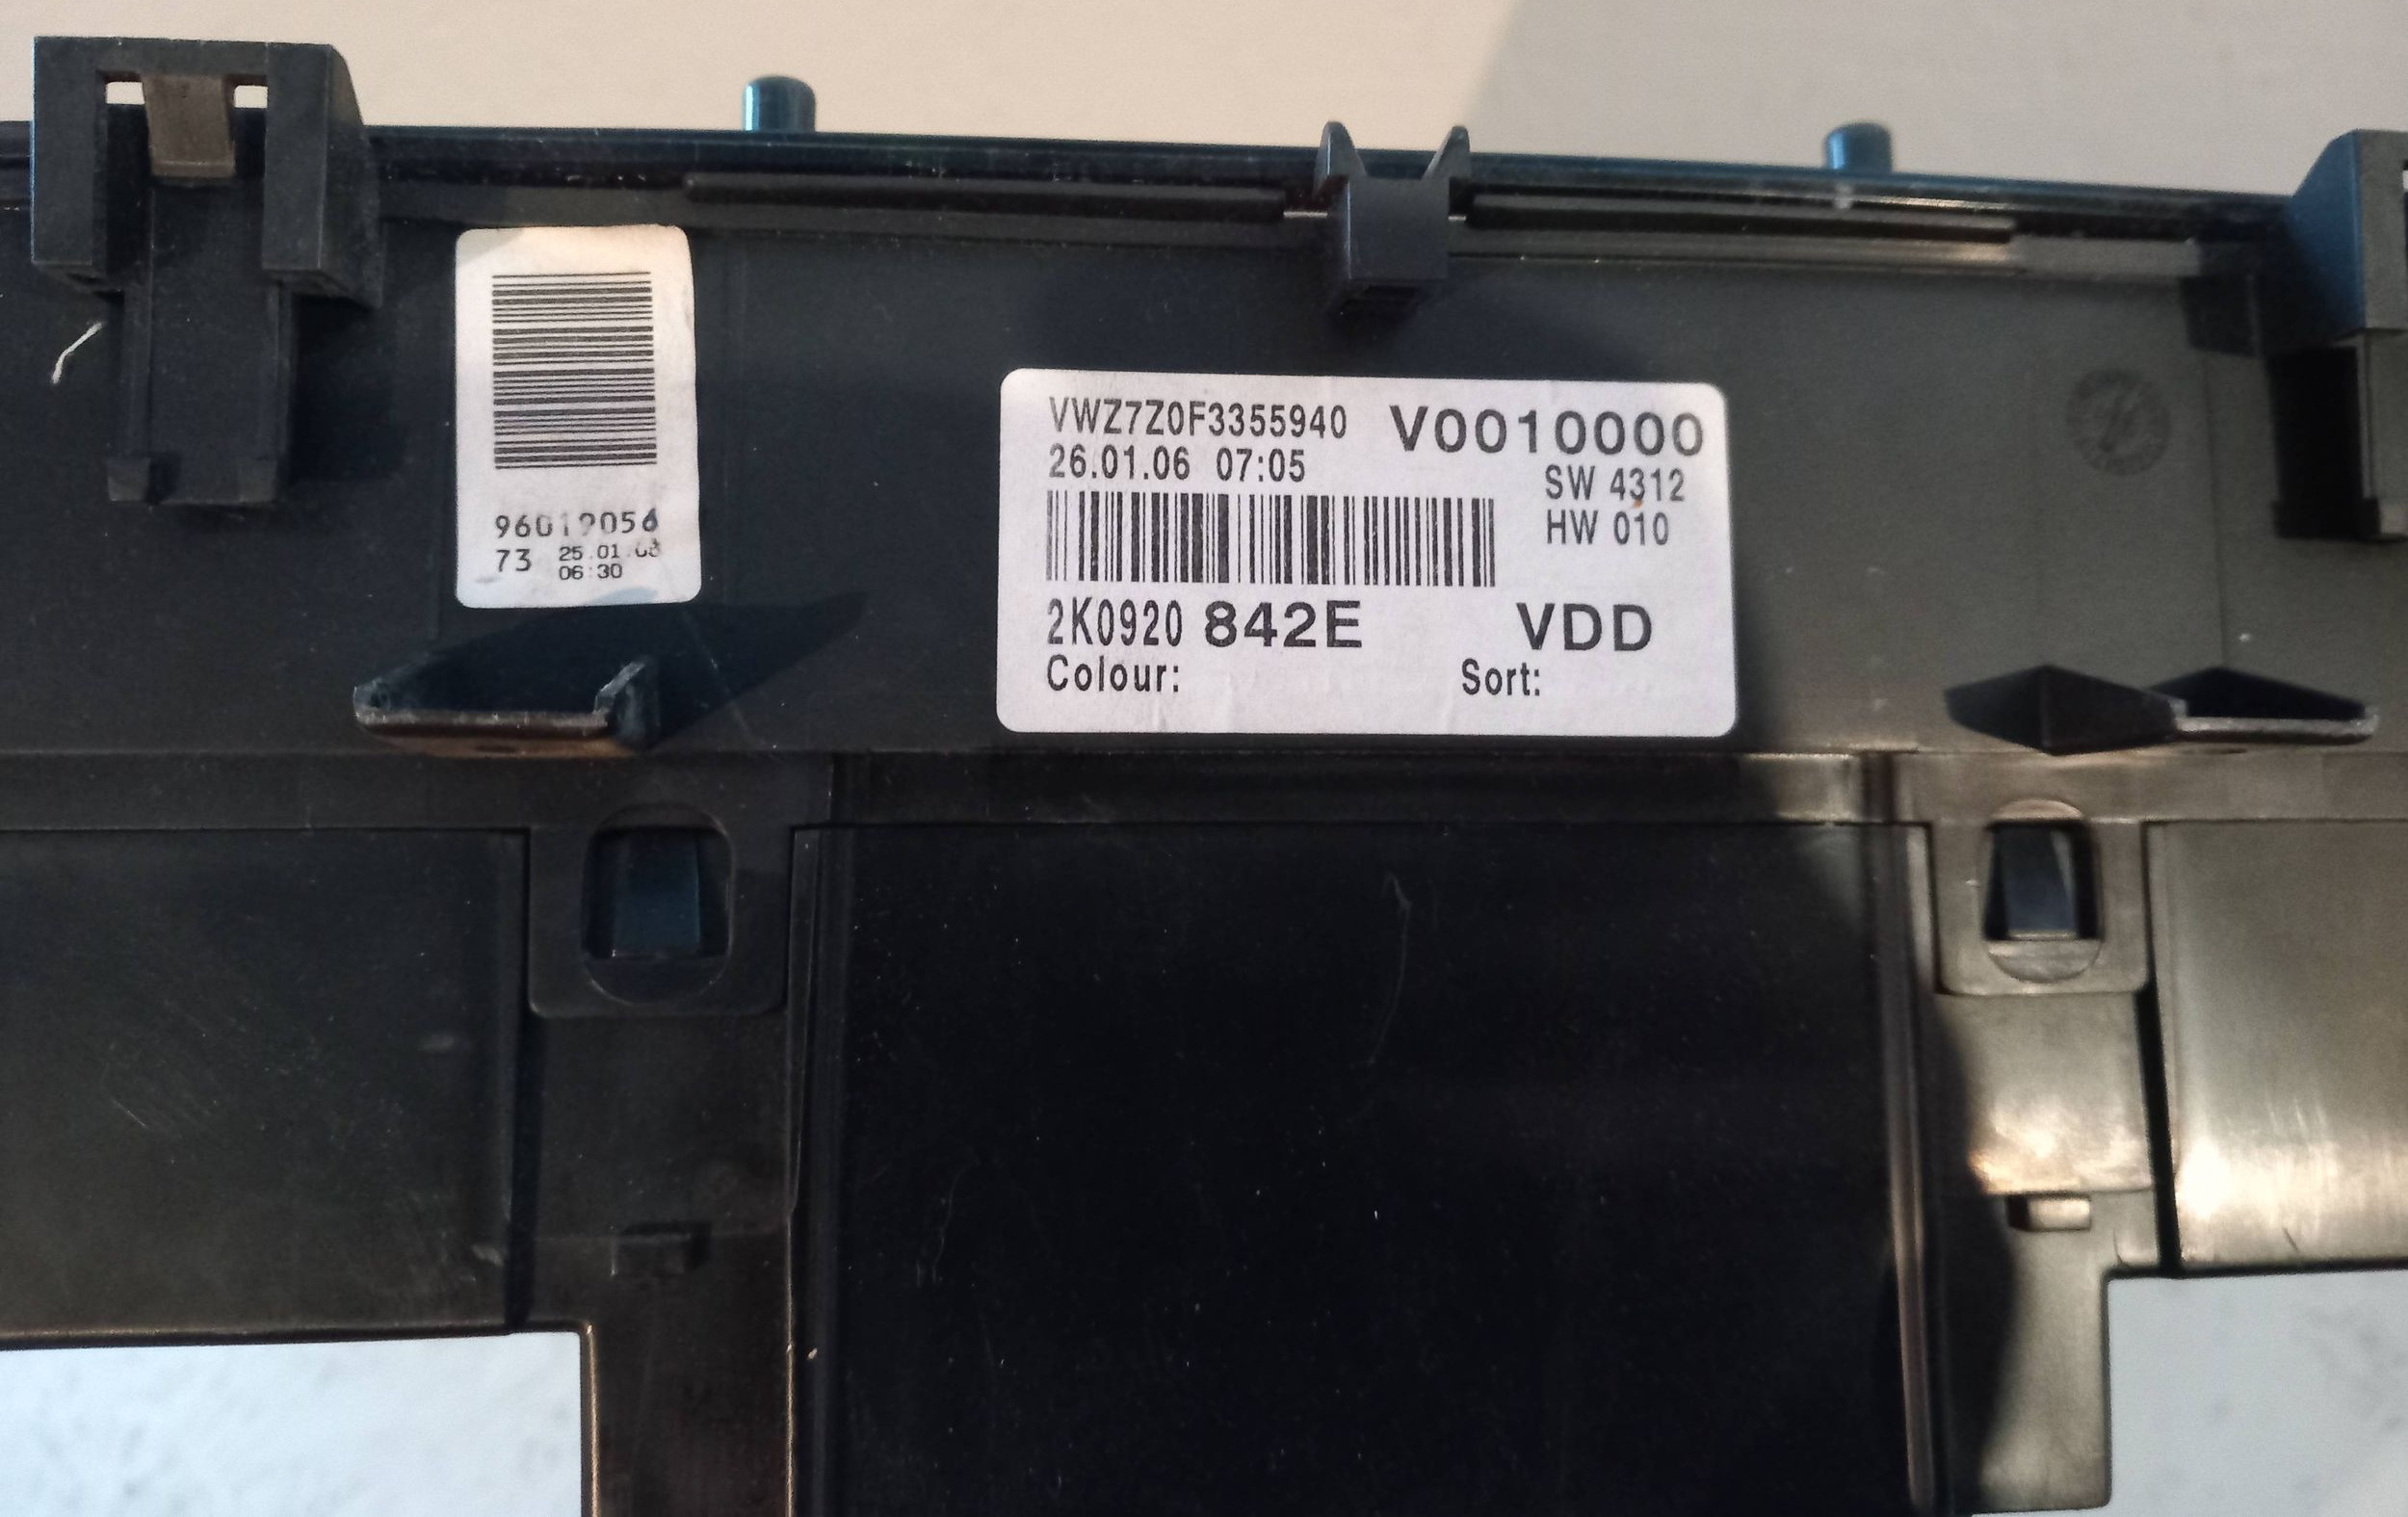 96019056
73 25.01.06
06:30
VWZ7Z0F3355940 V0010000
26.01.06 07:05 SW 4312
HW 010
2K0920 842E VDD
Colour: Sort: